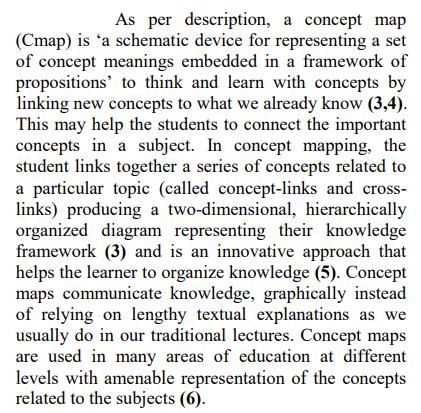 As per description, a concept map
(Cmap) is ‘a schematic device for representing a set
of concept meanings embedded in a framework of
propositions’ to think and learn with concepts by
linking new concepts to what we already know (3,4).
This may help the students to connect the important
concepts in a subject. In concept mapping, the
student links together a series of concepts related to
a particular topic (called concept-links and cross-
links) producing a two-dimensional, hierarchically
organized diagram representing their knowledge
framework (3) and is an innovative approach that
helps the learner to organize knowledge (5). Concept
maps communicate knowledge, graphically instead
of relying on lengthy textual explanations as we
usually do in our traditional lectures. Concept maps
are used in many areas of education at different
levels with amenable representation of the concepts
related to the subjects (6).